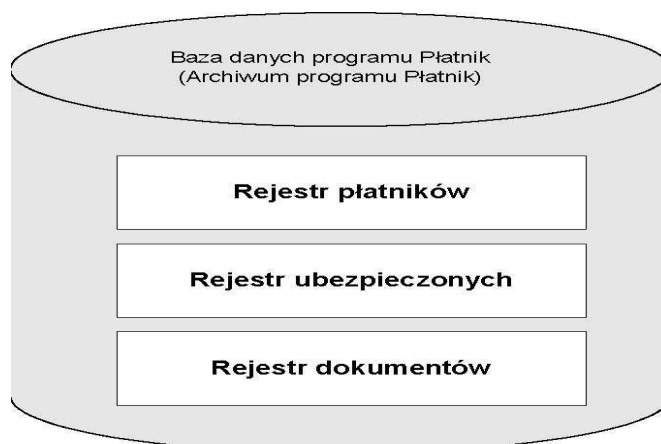 Baza danych programu Płatnik
(Archiwum programu Płatnik)
Rejestr płatników
Rejestr ubezpieczonych
Rejestr dokumentów